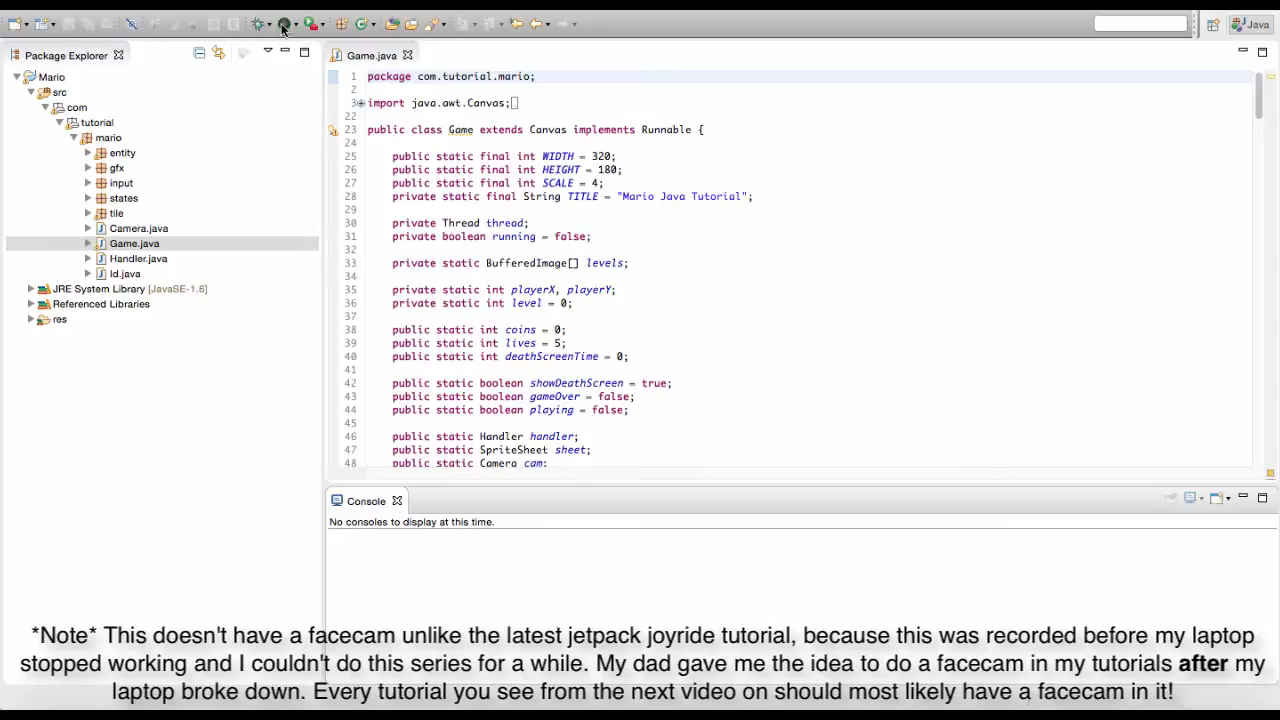 Java
Package Explorer
Mario
src
com
tutorial
mario
entity
gfx
input
states
tile
Camera.java
Game.java
Handler.java
Id.java
JRE System Library [JavaSE-1.6]
Referenced Libraries
res
Game.java
1 package com.tutorial.mario;
2
3 import java.awt.Canvas;
22
23 public class Game extends Canvas implements Runnable {
24
25 public static final int WIDTH = 320;
26 public static final int HEIGHT = 180;
27 public static final int SCALE = 4;
28 private static final String TITLE = "Mario Java Tutorial";
29
30 private Thread thread;
31 private boolean running = false;
32
33 private static BufferedImage[] levels;
34
35 private static int playerX, playerY;
36 private static int level = 0;
37
38 public static int coins = 0;
39 public static int lives = 5;
40 public static int deathScreenTime = 0;
41
42 public static boolean showDeathScreen = true;
43 public static boolean gameOver = false;
44 public static boolean playing = false;
45
46 public static Handler handler;
47 public static SpriteSheet sheet;
48 public static Camera cam;
Console
No consoles to display at this time.
*Note* This doesn't have a facecam unlike the latest jetpack joyride tutorial, because this was recorded before my laptop
stopped working and I couldn't do this series for a while. My dad gave me the idea to do a facecam in my tutorials after my
laptop broke down. Every tutorial you see from the next video on should most likely have a facecam in it!